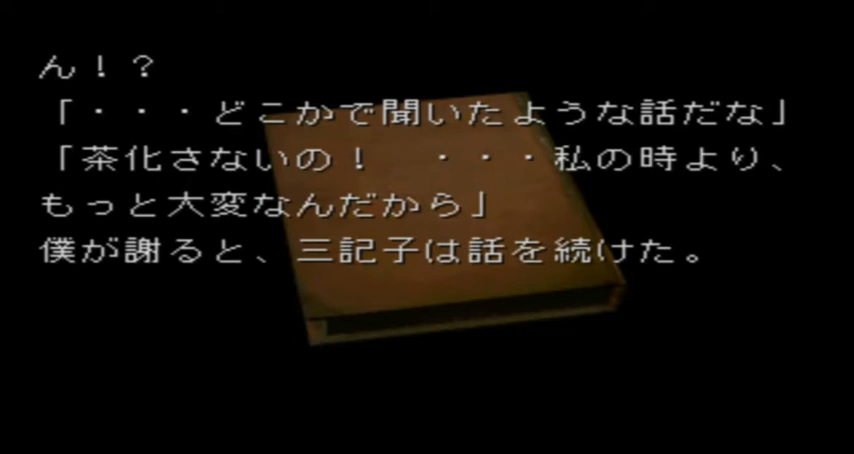 ん！？
「・・・どこかで聞いたような話だな」
「茶化さないの！　・・・私の時より、
もっと大変なんだから」
僕が謝ると、三記子は話を続けた。